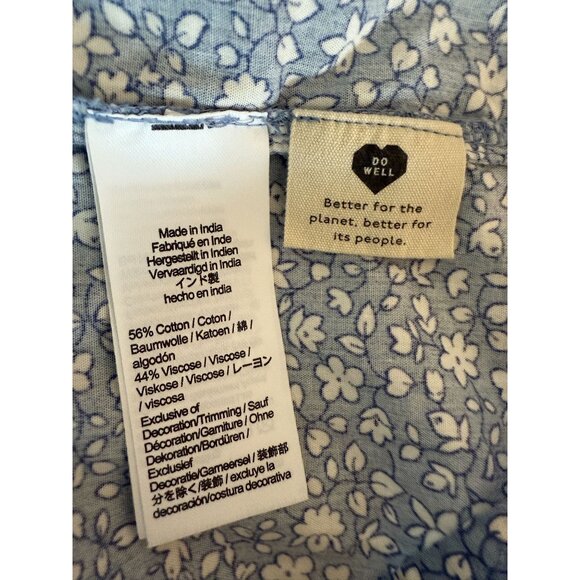 Made in India
Fabriqué en Inde
Hergestellt in Indien
Vervaardigd in India
インド製
hecho en india
56% Cotton / Coton /
Baumwolle / Katoen / 綿 /
algodón
44% Viscose / Viscose /
Viskose / Viscose / レーヨン
/ viscosa
Exclusive of
Decoration/Trimming / Sauf
Décoration/Garniture / Ohne
Dekoration/Bordüren /
Exclusief
Decoratie/Garneersel / 装飾部
分を除く/装飾 / excluye la
decoración/costura decorativa
DO
WELL
Better for the
planet, better for
its people.